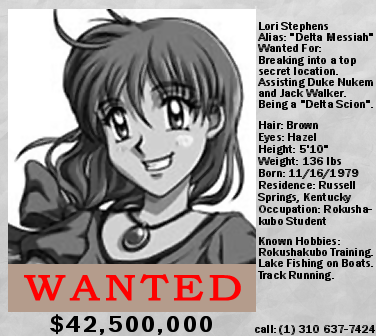 Lori Stephens
Alias: "Delta Messiah"
Wanted For:
Breaking into a top
secret location.
Assisting Duke Nukem
and Jack Walker.
Being a "Delta Scion".
Hair: Brown
Eyes: Hazel
Height: 5'10"
Weight: 136 lbs
Born: 11/16/1979
Residence: Russell
Springs, Kentucky
Occupation: Rokusha-
kubo Student
Known Hobbies:
Rokushakubo Training.
Lake Fishing on Boats.
Track Running.
WANTED
$42,500,000
call: (1) 310 637-7424